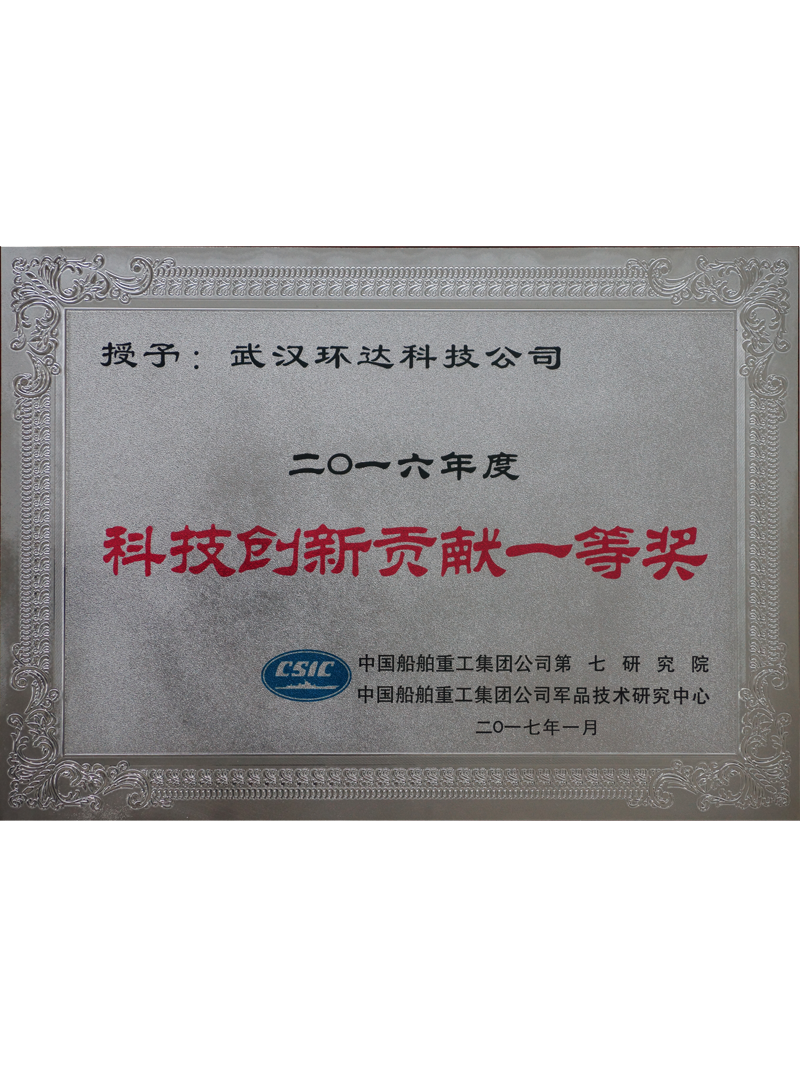 授予：武汉环达科技公司
二〇一六年度
科技创新贡献一等奖
CSIC
中国船舶重工集团公司第七研究院
中国船舶重工集团公司军品技术研究中心
二〇一七年一月